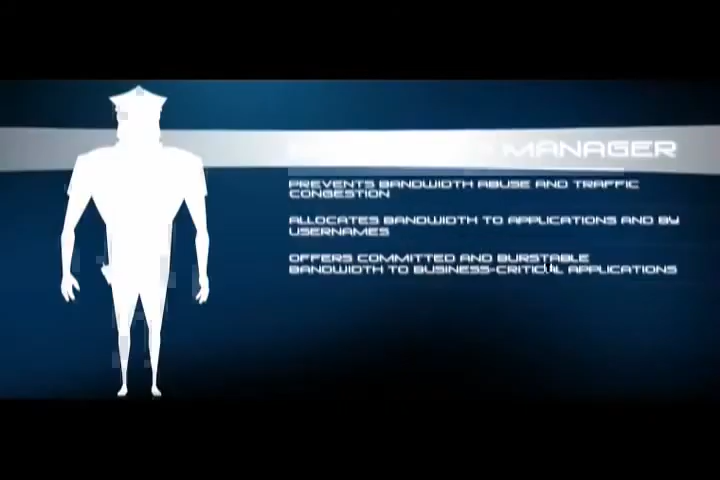 MANAGER
PREVENTS BANDWIDTH ABUSE AND TRAFFIC
CONGESTION
ALLOCATES BANDWIDTH TO APPLICATIONS AND BY
USERNAMES
OFFERS COMMITTED AND BURSTABLE
BANDWIDTH TO BUSINESS-CRITICAL APPLICATIONS